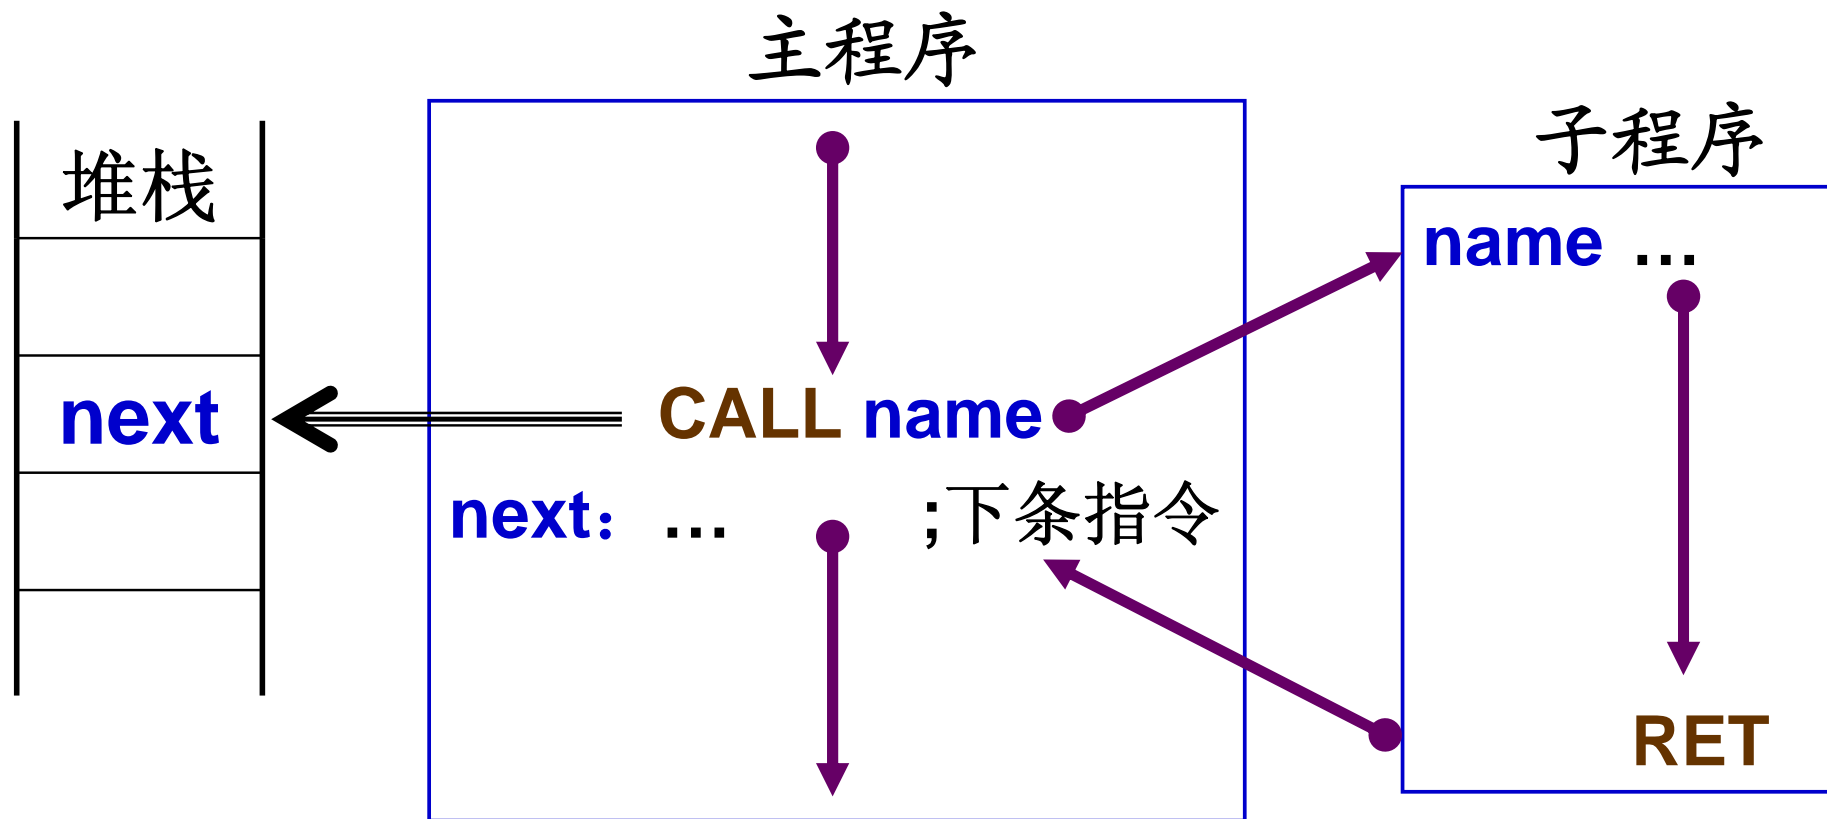 主程序
子程序
堆栈
name …
next
CALL name
next： … ;下条指令
RET